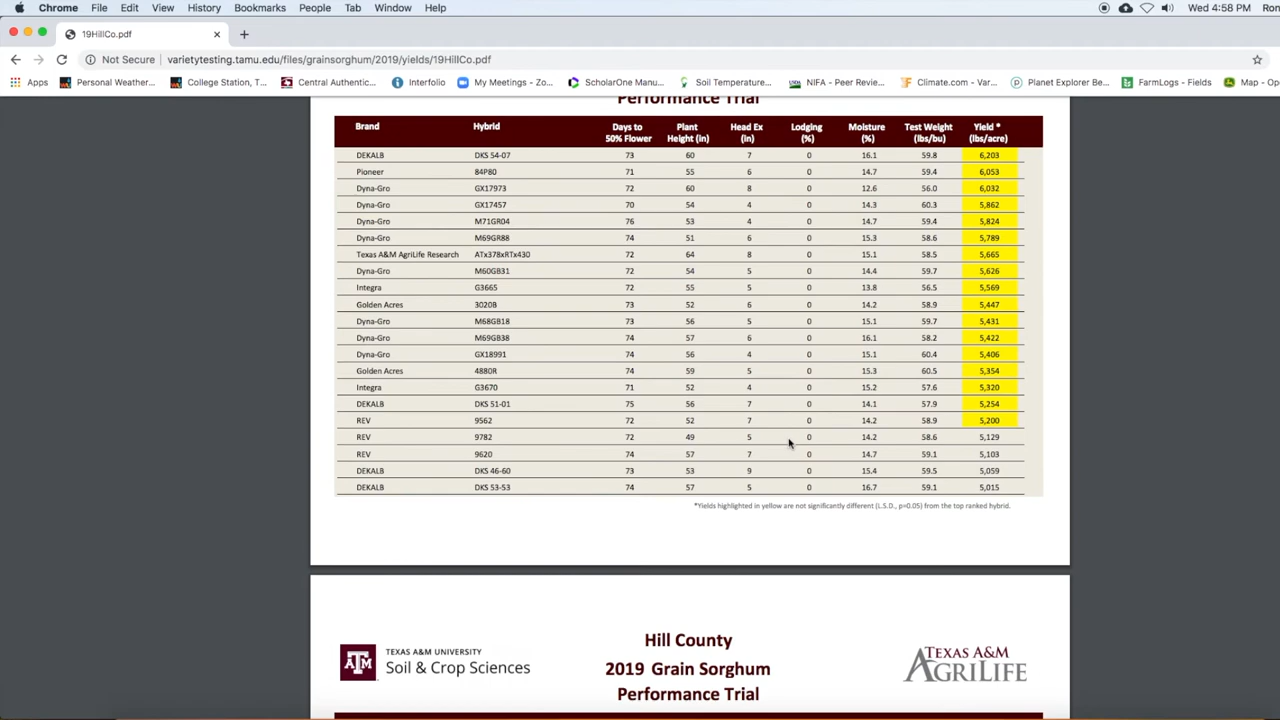 Chrome File Edit View History Bookmarks People Tab Window Help Wed 4:58 PM Ron
19HillCo.pdf
Not Secure varietytesting.tamu.edu/files/grainsorghum/2019/yields/19HillCo.pdf
Apps Personal Weather... College Station, T... Central Authentic... Interfolio My Meetings - Zo... ScholarOne Manu... Soil Temperature... NIFA - Peer Review... Climate.com - Var... Planet Explorer Be... FarmLogs - Fields Map - Op
Performance Trial
Brand Hybrid Days to 50% Flower Plant Height (in) Head Ex (in) Lodging (%) Moisture (%) Test Weight (lbs/bu) Yield * (lbs/acre)
DEKALB DKS 54-07 73 60 7 0 16.1 59.8 6,203
Pioneer 84P80 71 55 6 0 14.7 59.4 6,053
Dyna-Gro GX17973 72 60 8 0 12.6 56.0 6,032
Dyna-Gro GX17457 70 54 4 0 14.3 60.3 5,862
Dyna-Gro M71GR04 76 53 4 0 14.7 59.4 5,824
Dyna-Gro M69GR88 74 51 6 0 15.3 58.6 5,789
Texas A&M AgriLife Research ATx378xRTx430 72 64 8 0 15.1 58.5 5,665
Dyna-Gro M60GB31 72 54 5 0 14.4 59.7 5,626
Integra G3665 72 55 5 0 13.8 56.5 5,569
Golden Acres 3020B 73 52 6 0 14.2 58.9 5,447
Dyna-Gro M68GB18 73 56 5 0 15.1 59.7 5,431
Dyna-Gro M69GB38 74 57 6 0 16.1 58.2 5,422
Dyna-Gro GX18991 74 56 4 0 15.1 60.4 5,406
Golden Acres 4880R 74 59 5 0 15.3 60.5 5,354
Integra G3670 71 52 4 0 15.2 57.6 5,320
DEKALB DKS 51-01 75 56 7 0 14.1 57.9 5,254
REV 9562 72 52 7 0 14.2 58.9 5,200
REV 9782 72 49 5 0 14.2 58.6 5,129
REV 9620 74 57 7 0 14.7 59.1 5,103
DEKALB DKS 46-60 73 53 9 0 15.4 59.5 5,059
DEKALB DKS 53-53 74 57 5 0 16.7 59.1 5,015
*Yields highlighted in yellow are not significantly different (L.S.D., p=0.05) from the top ranked hybrid.
TEXAS A&M UNIVERSITY
Soil & Crop Sciences
Hill County
2019 Grain Sorghum
Performance Trial
TEXAS A&M
AGRILIFE